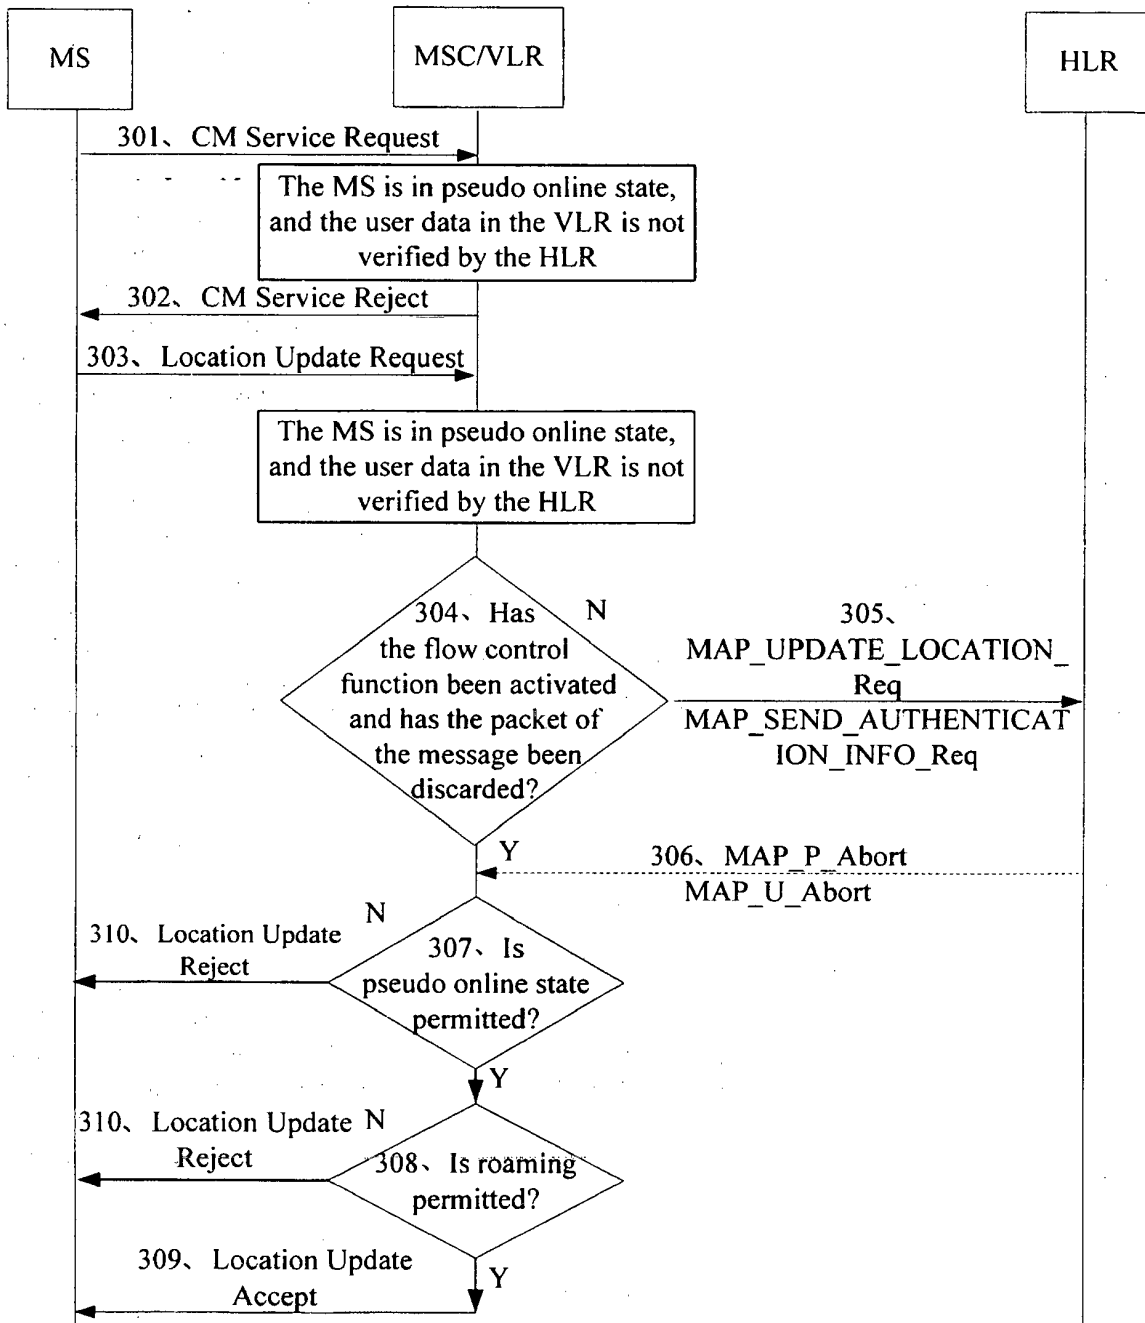 MS
MSC/VLR
HLR
301、CM Service Request
The MS is in pseudo online state,
and the user data in the VLR is not
verified by the HLR
302、CM Service Reject
303、Location Update Request
The MS is in pseudo online state,
and the user data in the VLR is not
verified by the HLR
304、Has
the flow control
function been activated
and has the packet of
the message been
discarded?
N
305、
MAP_UPDATE_LOCATION_
Req
MAP_SEND_AUTHENTICAT
ION_INFO_Req
Y
306、MAP_P_Abort
MAP_U_Abort
N
310、Location Update
Reject
307、Is
pseudo online state
permitted?
Y
310、Location Update
Reject
N
308、Is roaming
permitted?
309、Location Update
Accept
Y